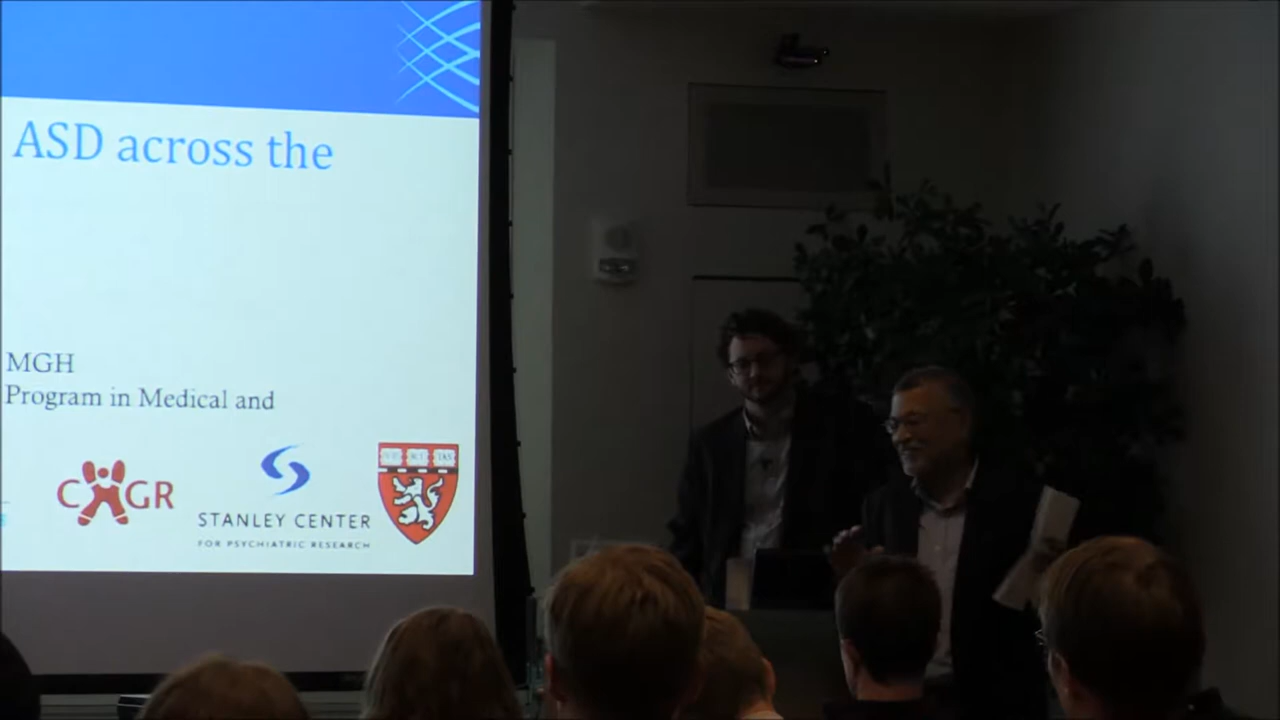 ASD across the
MGH
Program in Medical and
CHGR
STANLEY CENTER
FOR PSYCHIATRIC RESEARCH